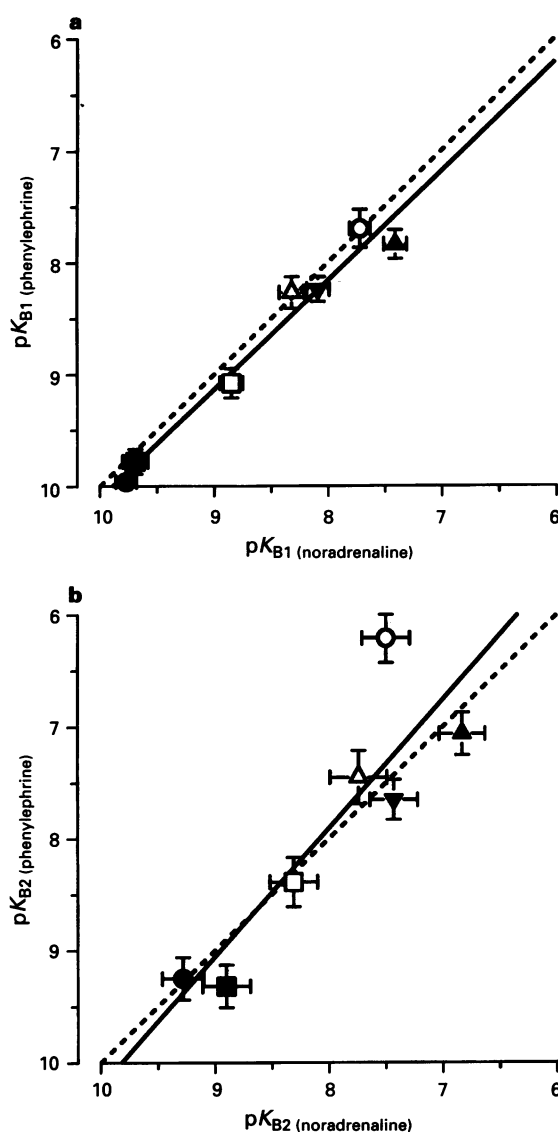 a
6
7
8
9
10
pKB1 (phenylephrine)
10 9 8 7 6
pKB1 (noradrenaline)
b
6
7
8
9
10
pKB2 (phenylephrine)
10 9 8 7 6
pKB2 (noradrenaline)